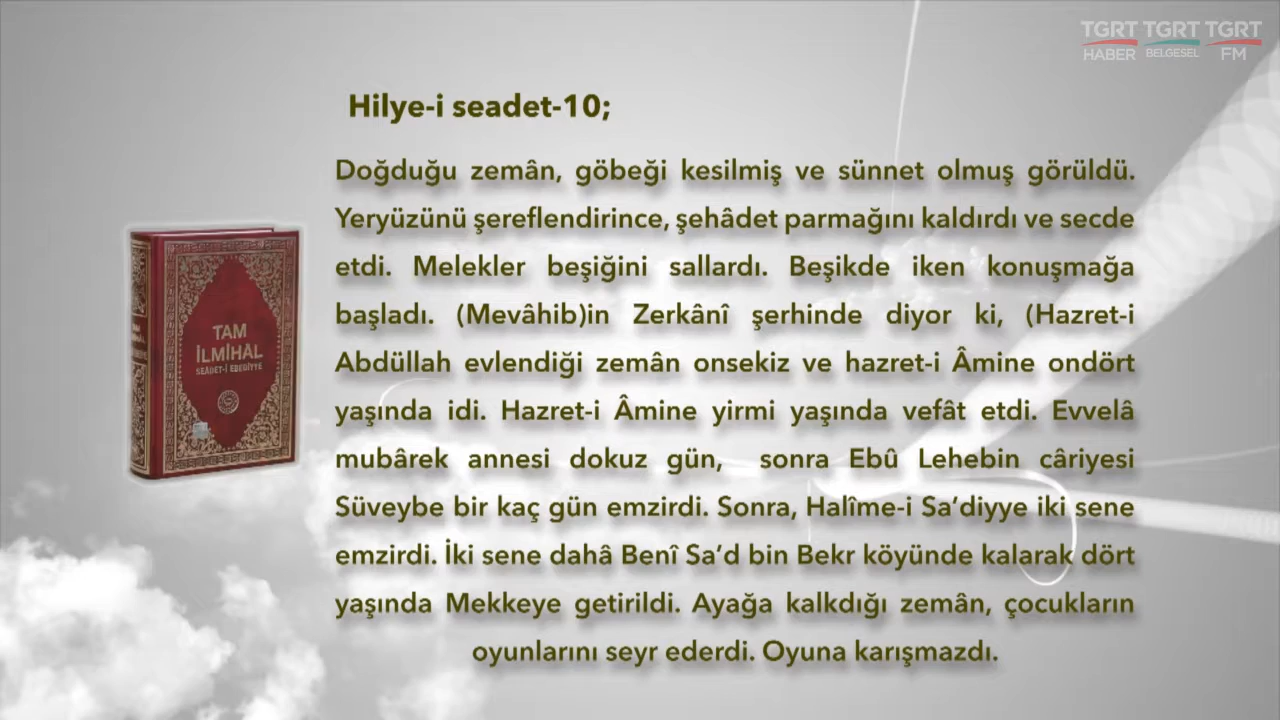 TGRT TGRT TGRT
HABER BELGESEL FM
Hilye-i seadet-10;
Doğduğu zemân, göbeği kesilmiş ve sünnet olmuş görüldü.
Yeryüzünü şereflendirince, şehâdet parmağını kaldırdı ve secde
etdi. Melekler beşiğini sallardı. Beşikde iken konuşmağa
başladı. (Mevâhib)in Zerkânî şerhinde diyor ki, (Hazret-i
Abdüllah evlendiği zemân onsekiz ve hazret-i Âmine ondört
yaşında idi. Hazret-i Âmine yirmi yaşında vefât etdi. Evvelâ
mubârek annesi dokuz gün, sonra Ebû Lehebin câriyesi
Süveybe bir kaç gün emzirdi. Sonra, Halîme-i Sa’diyye iki sene
emzirdi. İki sene dahâ Benî Sa’d bin Bekr köyünde kalarak dört
yaşında Mekkeye getirildi. Ayağa kalkdığı zemân, çocukların
oyunlarını seyr ederdi. Oyuna karışmazdı.
TAM
İLMİHAL
SEÂDET-İ EBEDİYYE